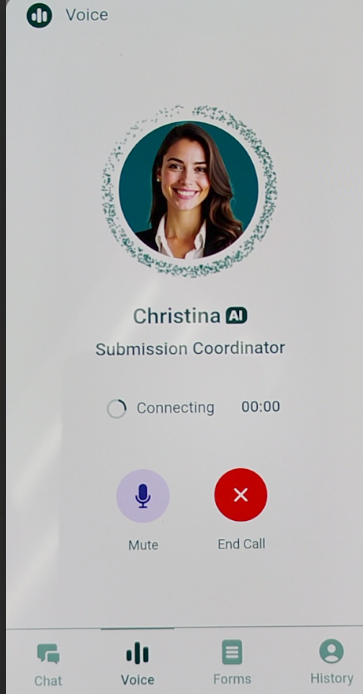 Voice
Christina AI
Submission Coordinator
Connecting 00:00
Mute End Call
Chat Voice Forms History